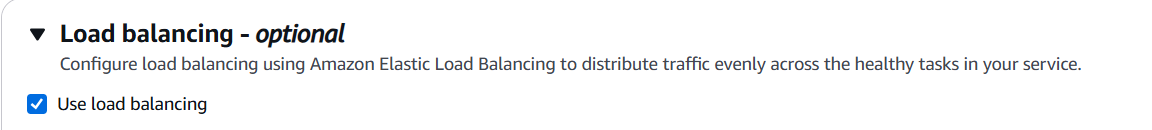 Load balancing - optional
Configure load balancing using Amazon Elastic Load Balancing to distribute traffic evenly across the healthy tasks in your service.
Use load balancing